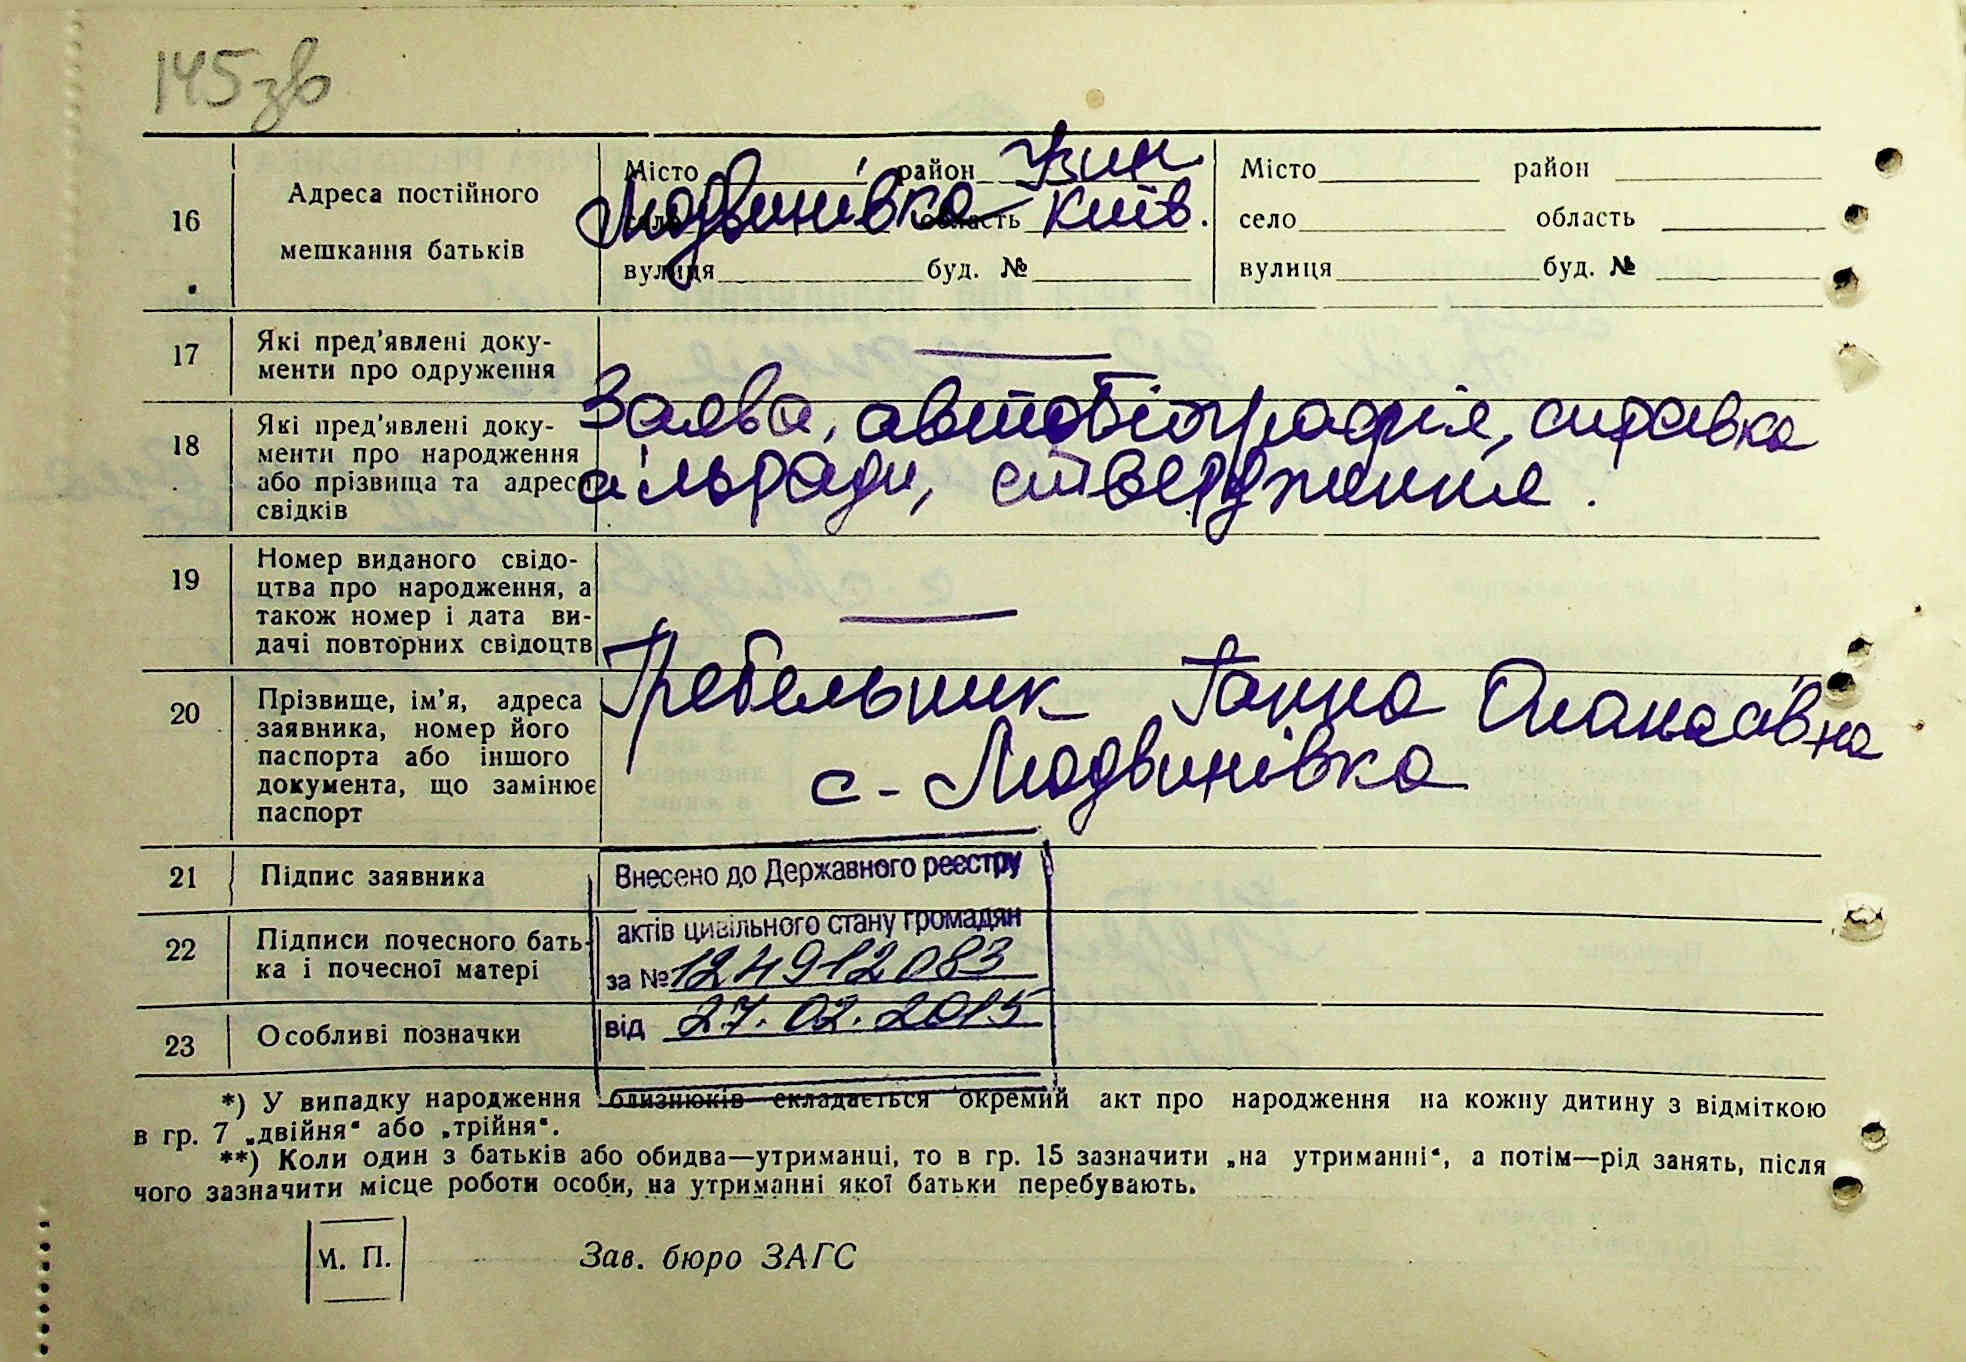 145зв
16 Адреса постійного мешкання батьків
Місто район Місто район
село Людвинівка область Київ. село область
вулиця буд. № вулиця буд. №
17 Які пред'явлені доку-
менти про одруження —
18 Які пред'явлені доку-
менти про народження
або прізвища та адреси
свідків
Заява, автобіографія, справка
сільради, ствердження.
19 Номер виданого свідо-
цтва про народження, а
також номер і дата ви-
дачі повторних свідоцтв —
20 Прізвище, ім'я, адреса
заявника, номер його
паспорта або іншого
документа, що замінює
паспорт
Гребельник Ганна Опанасівна
с - Людвинівка
21 Підпис заявника
22 Підписи почесного бать-
ка і почесної матері
23 Особливі позначки
Внесено до Державного реєстру
актів цивільного стану громадян
за № 124912083
від 27.02.2015
*) У випадку народження близнюків складається окремий акт про народження на кожну дитину з відміткою
в гр. 7 „двійня“ або „трійня“.
**) Коли один з батьків або обидва—утриманці, то в гр. 15 зазначити „на утриманні“, а потім—рід занять, після
чого зазначити місце роботи особи, на утриманні якої батьки перебувають.
М. П. Зав. бюро ЗАГС